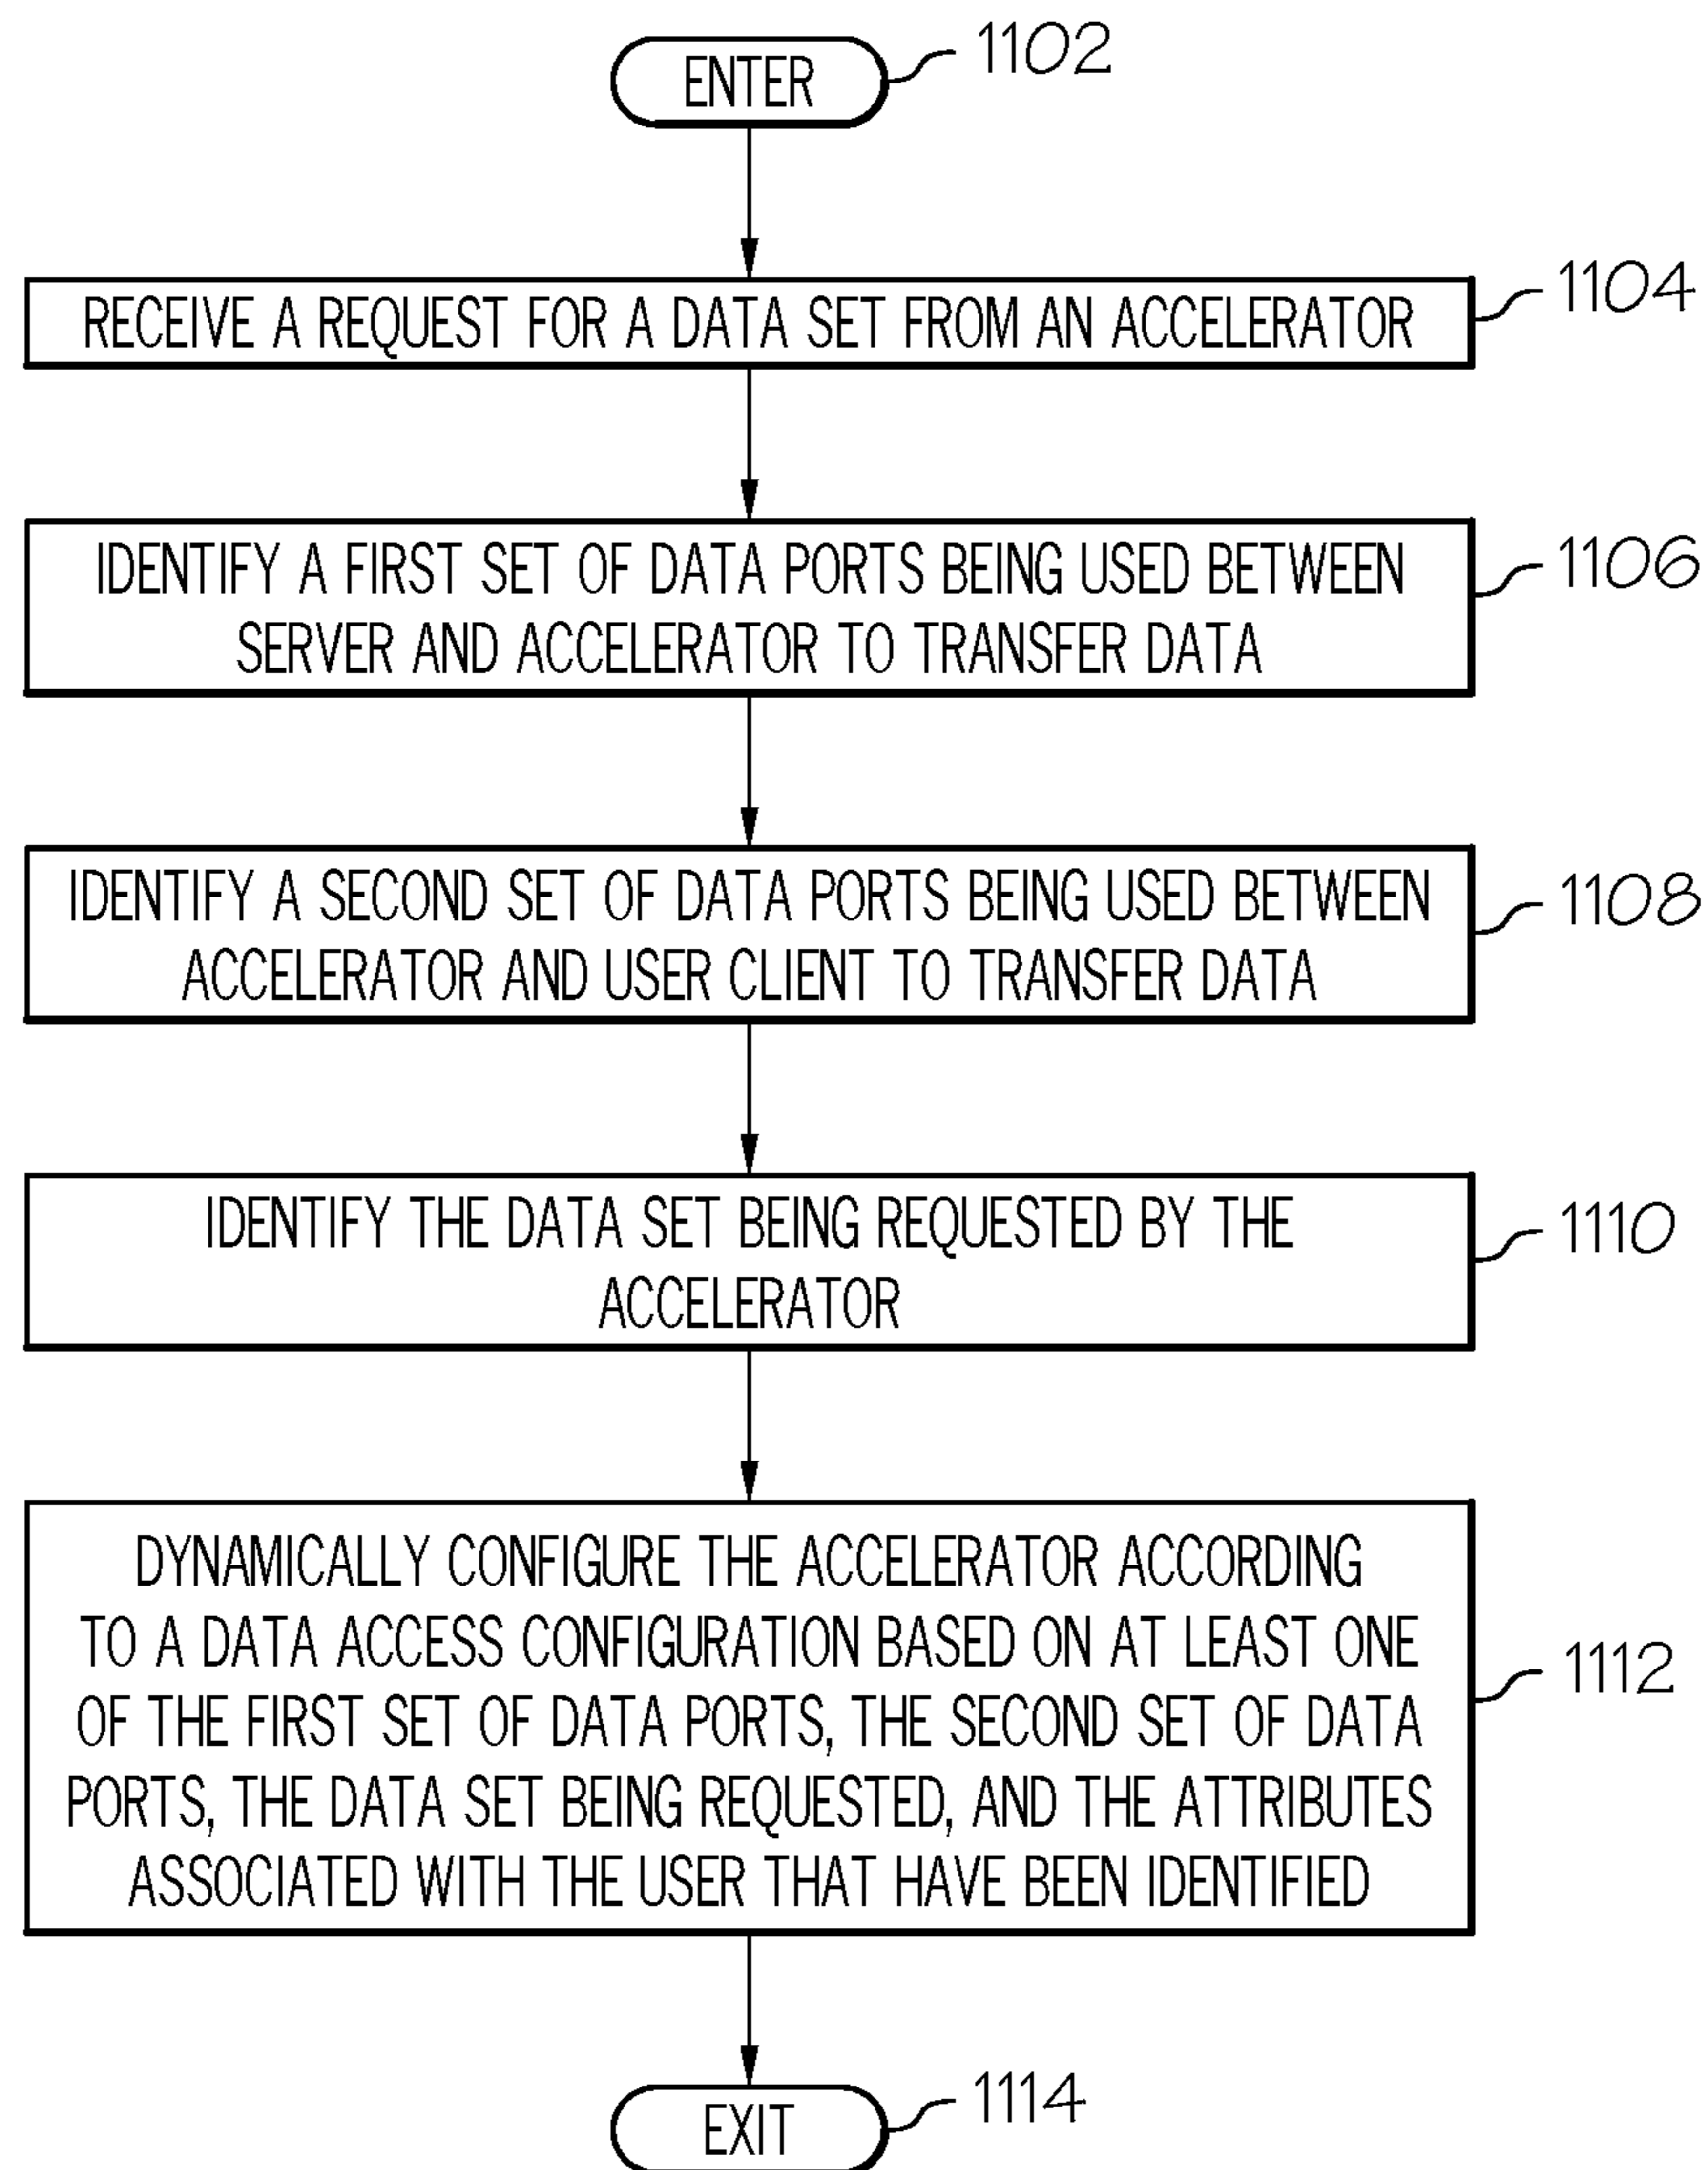 ENTER
1102
RECEIVE A REQUEST FOR A DATA SET FROM AN ACCELERATOR
1104
IDENTIFY A FIRST SET OF DATA PORTS BEING USED BETWEEN
SERVER AND ACCELERATOR TO TRANSFER DATA
1106
IDENTIFY A SECOND SET OF DATA PORTS BEING USED BETWEEN
ACCELERATOR AND USER CLIENT TO TRANSFER DATA
1108
IDENTIFY THE DATA SET BEING REQUESTED BY THE
ACCELERATOR
1110
DYNAMICALLY CONFIGURE THE ACCELERATOR ACCORDING
TO A DATA ACCESS CONFIGURATION BASED ON AT LEAST ONE
OF THE FIRST SET OF DATA PORTS, THE SECOND SET OF DATA
PORTS, THE DATA SET BEING REQUESTED, AND THE ATTRIBUTES
ASSOCIATED WITH THE USER THAT HAVE BEEN IDENTIFIED
1112
EXIT
1114